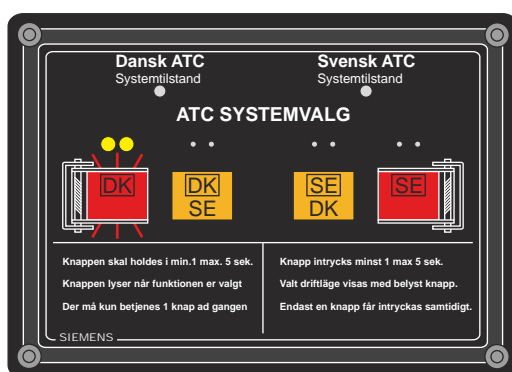 Dansk ATC
Systemtilstand
Svensk ATC
Systemtilstand
ATC SYSTEMVALG
DK
DK
SE
SE
DK
SE
Knappen skal holdes i min.1 max. 5 sek.
Knappen lyser når funktionen er valgt
Der må kun betjenes 1 knap ad gangen
Knapp intrycks minst 1 max 5 sek.
Valt driftläge visas med belyst knapp.
Endast en knapp får intryckas samtidigt.
SIEMENS